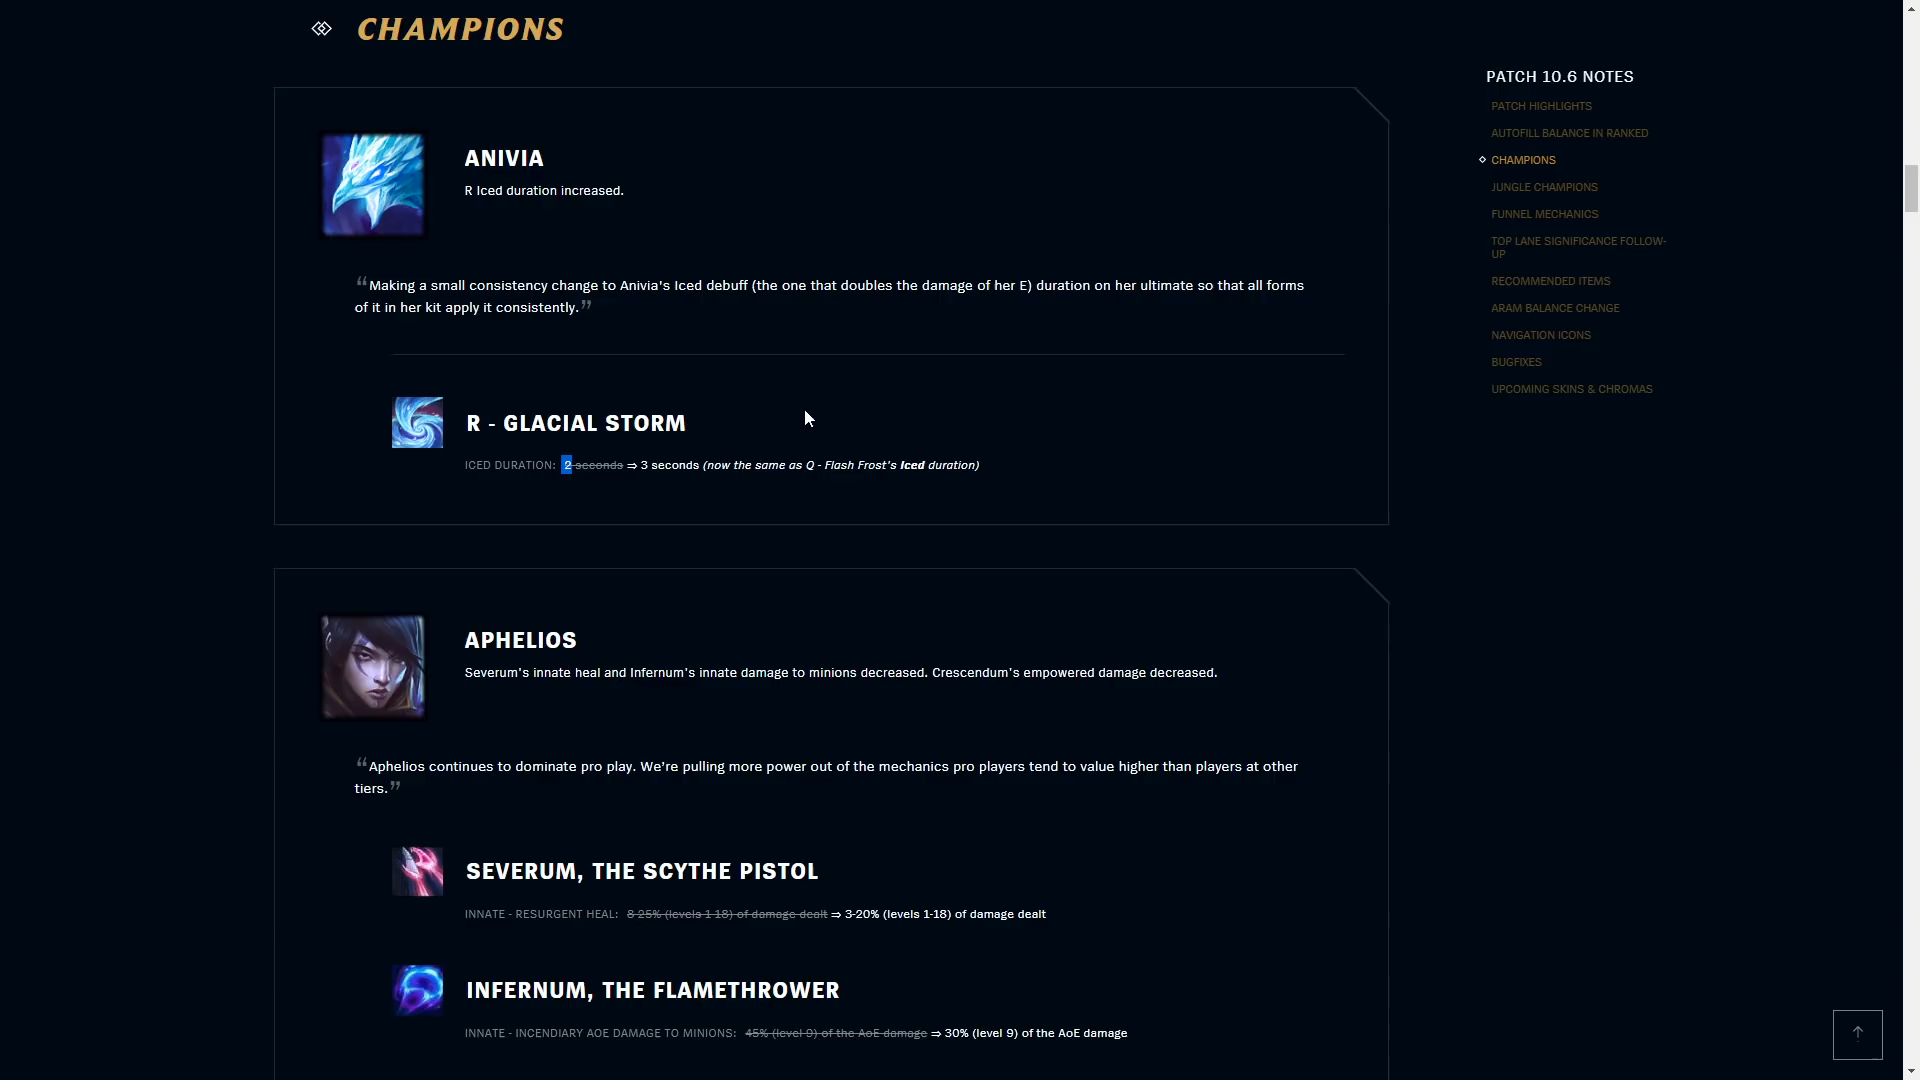 CHAMPIONS
ANIVIA
R Iced duration increased.
“Making a small consistency change to Anivia's Iced debuff (the one that doubles the damage of her E) duration on her ultimate so that all forms
of it in her kit apply it consistently.”
R - GLACIAL STORM
ICED DURATION: 2 seconds ⇒ 3 seconds (now the same as Q - Flash Frost's Iced duration)
APHELIOS
Severum's innate heal and Infernum's innate damage to minions decreased. Crescendum's empowered damage decreased.
“Aphelios continues to dominate pro play. We're pulling more power out of the mechanics pro players tend to value higher than players at other
tiers.”
SEVERUM, THE SCYTHE PISTOL
INNATE - RESURGENT HEAL: 8-25% (levels 1-18) of damage dealt ⇒ 3-20% (levels 1-18) of damage dealt
INFERNUM, THE FLAMETHROWER
INNATE - INCENDIARY AOE DAMAGE TO MINIONS: 45% (level 9) of the AoE damage ⇒ 30% (level 9) of the AoE damage
PATCH 10.6 NOTES
PATCH HIGHLIGHTS
AUTOFILL BALANCE IN RANKED
CHAMPIONS
JUNGLE CHAMPIONS
FUNNEL MECHANICS
TOP LANE SIGNIFICANCE FOLLOW-
UP
RECOMMENDED ITEMS
ARAM BALANCE CHANGE
NAVIGATION ICONS
BUGFIXES
UPCOMING SKINS & CHROMAS